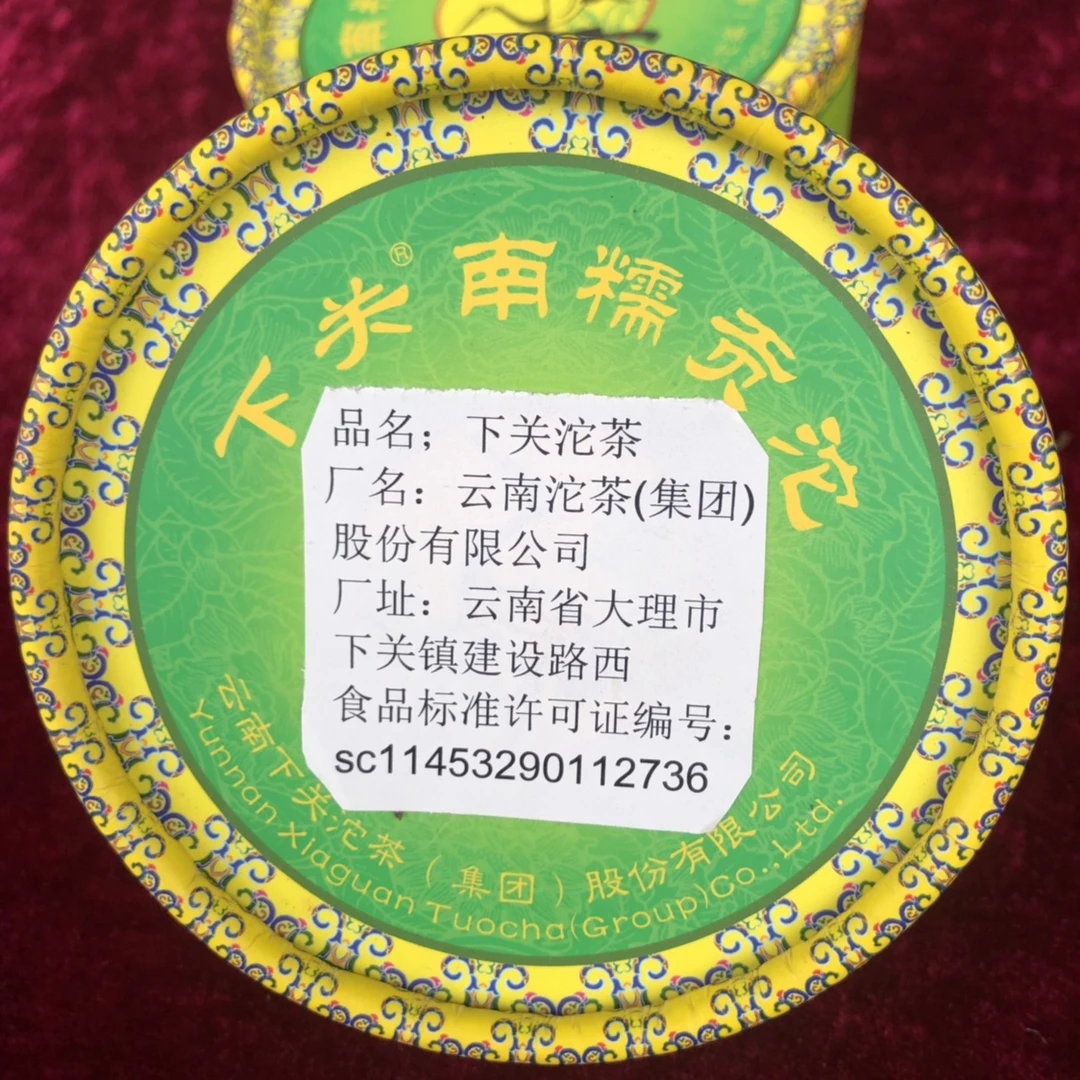 下关®南糯贡沱
品名；下关沱茶
厂名：云南沱茶(集团)
股份有限公司
厂址：云南省大理市
下关镇建设路西
食品标准许可证编号：
sc11453290112736
云南下关沱茶（集团）股份有限公司
Yunnan Xiaguan Tuocha(Group)Co.,Ltd.